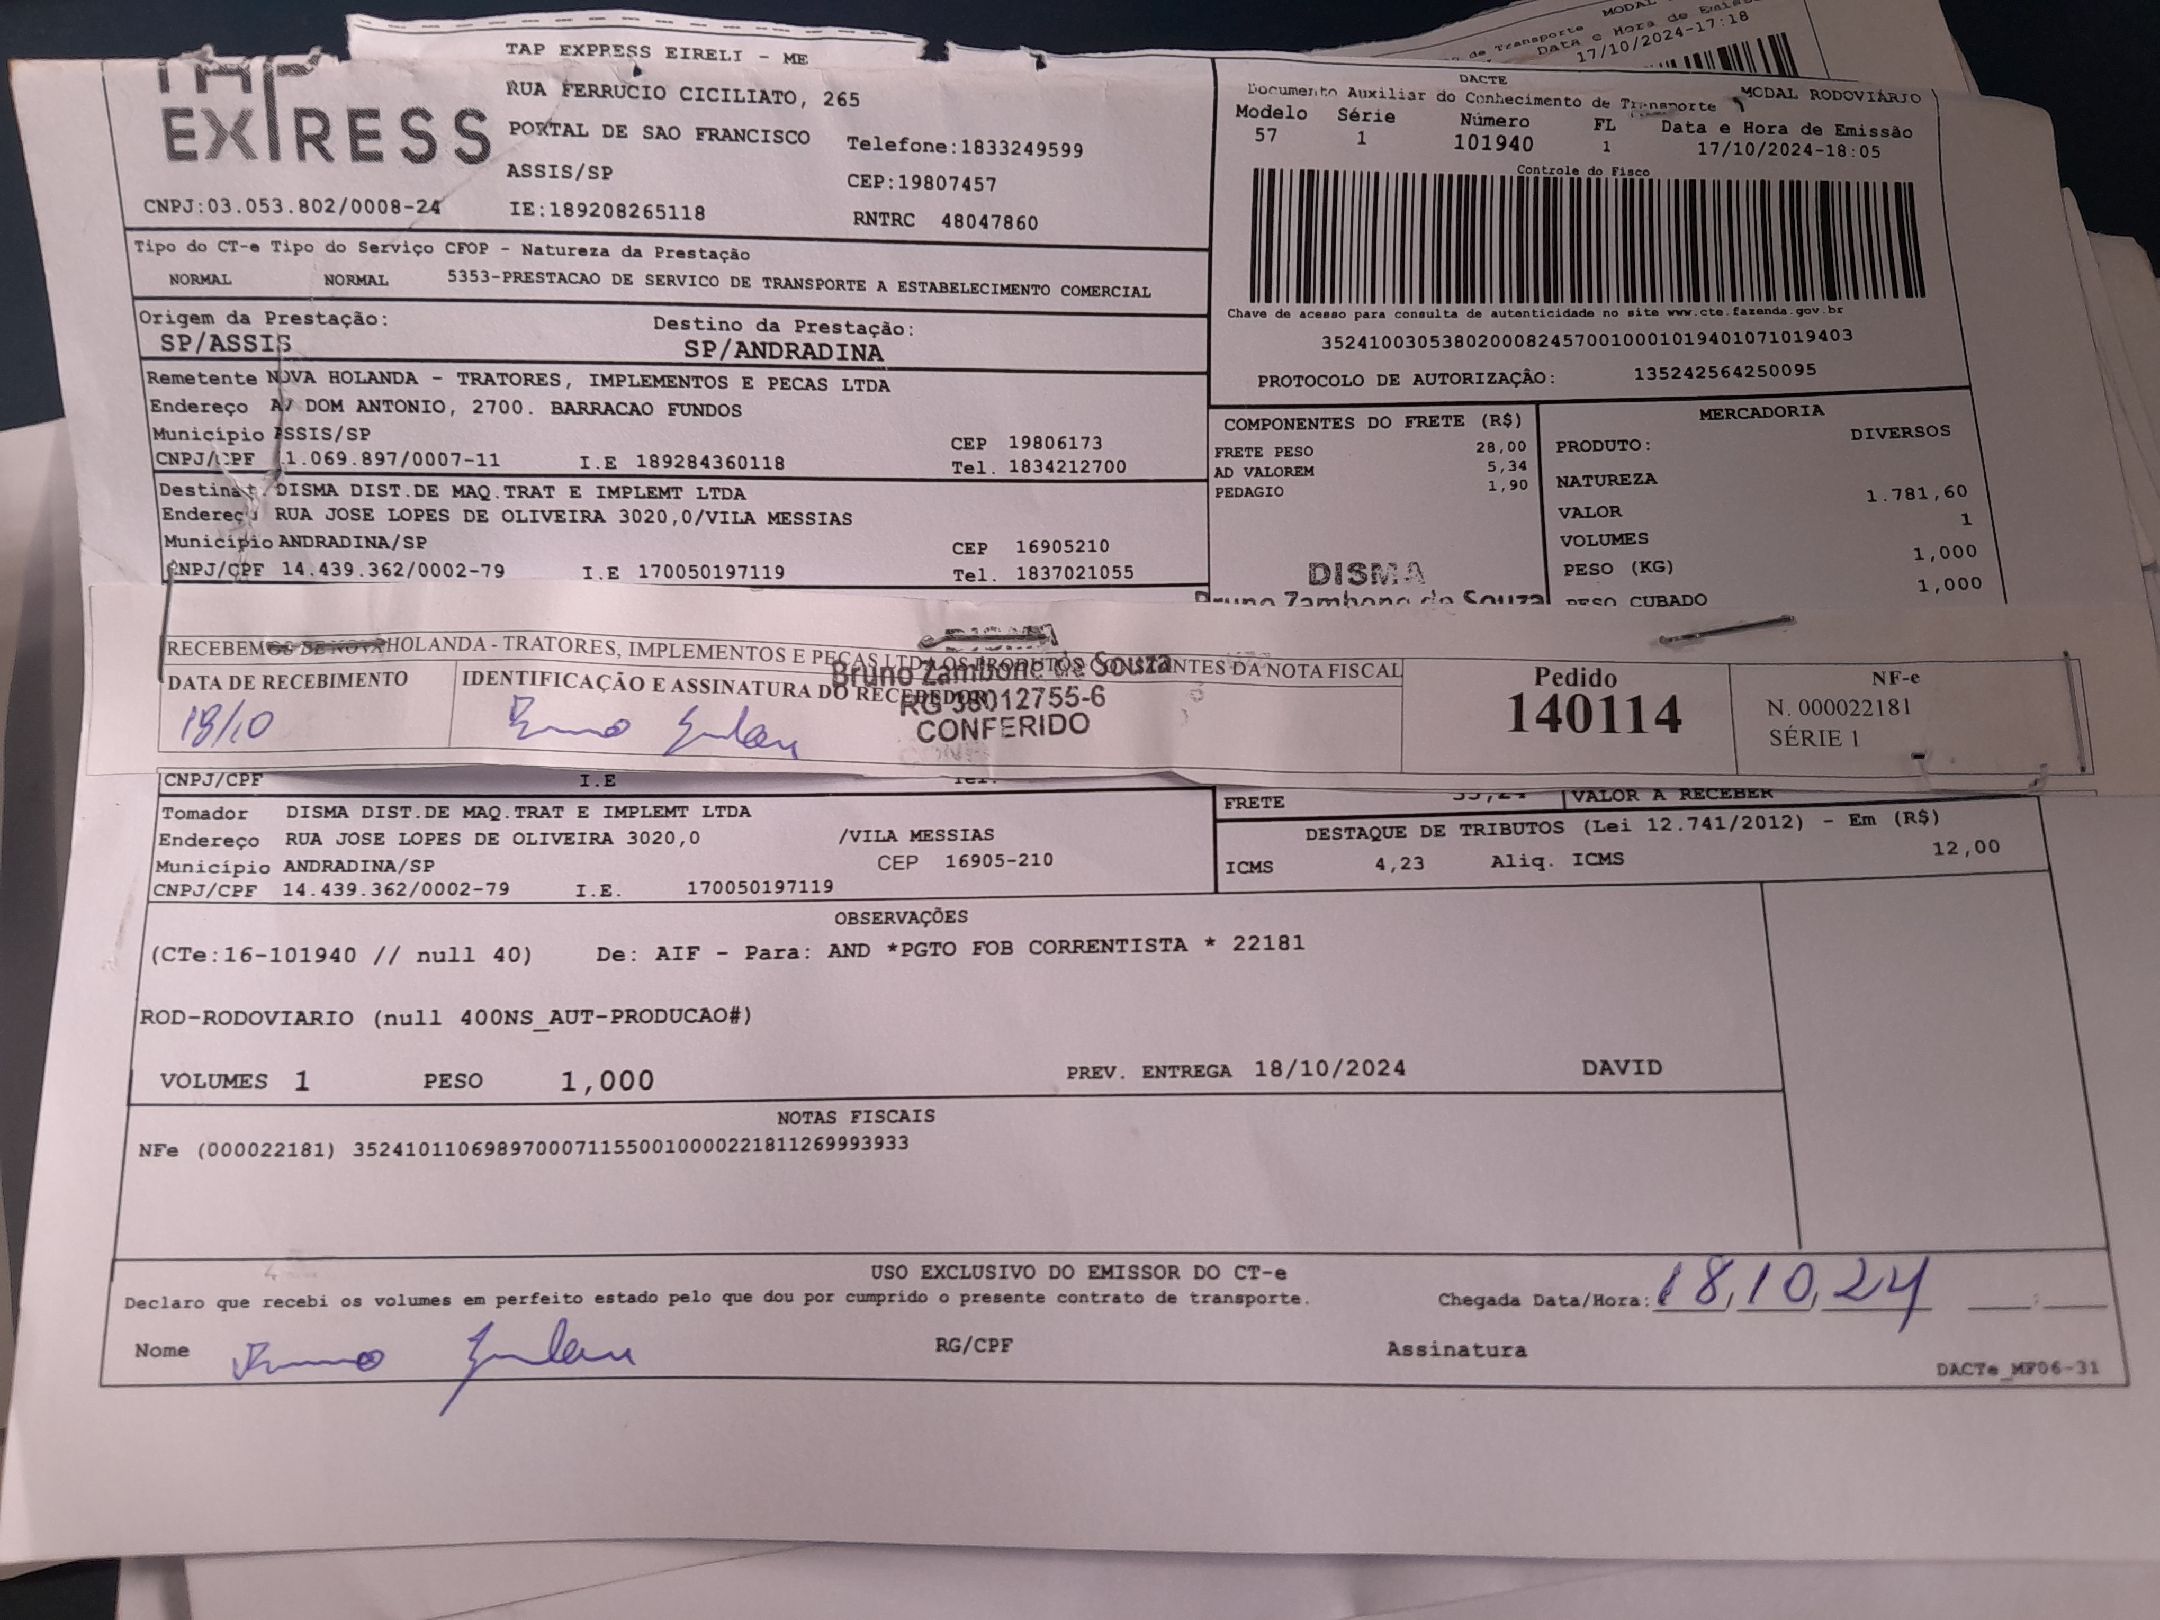 TAP EXPRESS
TAP EXPRESS EIRELI - ME
RUA FERRUCIO CICILIATO, 265
PORTAL DE SAO FRANCISCO Telefone:1833249599
ASSIS/SP CEP:19807457
CNPJ:03.053.802/0008-24 IE:189208265118 RNTRC 48047860
MODAL
de Transporte Data e Hora de
17/10/2024-17:18
DACTE
Documento Auxiliar do Conhecimento de Transporte MODAL RODOVIÁRIO
Modelo Série Número FL Data e Hora de Emissão
57 1 101940 1 17/10/2024-18:05
Controle do Fisco
Chave de acesso para consulta de autenticidade no site www.cte.fazenda.gov.br
35241003053802000824570010001019401071019403
PROTOCOLO DE AUTORIZAÇÃO: 135242564250095
Tipo do CT-e Tipo do Serviço CFOP - Natureza da Prestação
NORMAL NORMAL 5353-PRESTACAO DE SERVICO DE TRANSPORTE A ESTABELECIMENTO COMERCIAL
Origem da Prestação: Destino da Prestação:
SP/ASSIS SP/ANDRADINA
Remetente NOVA HOLANDA - TRATORES, IMPLEMENTOS E PECAS LTDA
Endereço AV DOM ANTONIO, 2700. BARRACAO FUNDOS
Município ASSIS/SP CEP 19806173
CNPJ/CPF 1.069.897/0007-11 I.E 189284360118 Tel. 1834212700
Destinat. DISMA DIST.DE MAQ.TRAT E IMPLEMT LTDA
Endereço RUA JOSE LOPES DE OLIVEIRA 3020,0/VILA MESSIAS
Município ANDRADINA/SP CEP 16905210
CNPJ/CPF 14.439.362/0002-79 I.E 170050197119 Tel. 1837021055
COMPONENTES DO FRETE (R$)
FRETE PESO 28,00
AD VALOREM 5,34
PEDAGIO 1,90
DISMA
Bruno Zambone de Souza
MERCADORIA
PRODUTO: DIVERSOS
NATUREZA
VALOR 1.781,60
VOLUMES 1
PESO (KG) 1,000
PESO CUBADO 1,000
RECEBEMOS DE NOVA HOLANDA - TRATORES, IMPLEMENTOS E PEÇAS LTDA OS PRODUTOS CONSTANTES DA NOTA FISCAL
DATA DE RECEBIMENTO IDENTIFICAÇÃO E ASSINATURA DO RECEBEDOR
18/10
DISMA
Bruno Zambone de Souza
RG 38012755-6
CONFERIDO
Pedido
140114
NF-e
N. 000022181
SÉRIE 1
CNPJ/CPF I.E Tel.
Tomador DISMA DIST.DE MAQ.TRAT E IMPLEMT LTDA
Endereço RUA JOSE LOPES DE OLIVEIRA 3020,0 /VILA MESSIAS
Município ANDRADINA/SP CEP 16905-210
CNPJ/CPF 14.439.362/0002-79 I.E. 170050197119
FRETE 35,24 VALOR A RECEBER
DESTAQUE DE TRIBUTOS (Lei 12.741/2012) - Em (R$)
ICMS 4,23 Aliq. ICMS 12,00
OBSERVAÇÕES
(CTe:16-101940 // null 40) De: AIF - Para: AND *PGTO FOB CORRENTISTA * 22181
ROD-RODOVIARIO (null 400NS_AUT-PRODUCAO#)
VOLUMES 1 PESO 1,000 PREV. ENTREGA 18/10/2024 DAVID
NOTAS FISCAIS
NFe (000022181) 35241011069897000711550010000221811269993933
USO EXCLUSIVO DO EMISSOR DO CT-e
Declaro que recebi os volumes em perfeito estado pelo que dou por cumprido o presente contrato de transporte. Chegada Data/Hora: 18,10,24
Nome Bruno RG/CPF Assinatura
DACTe_MF06-31